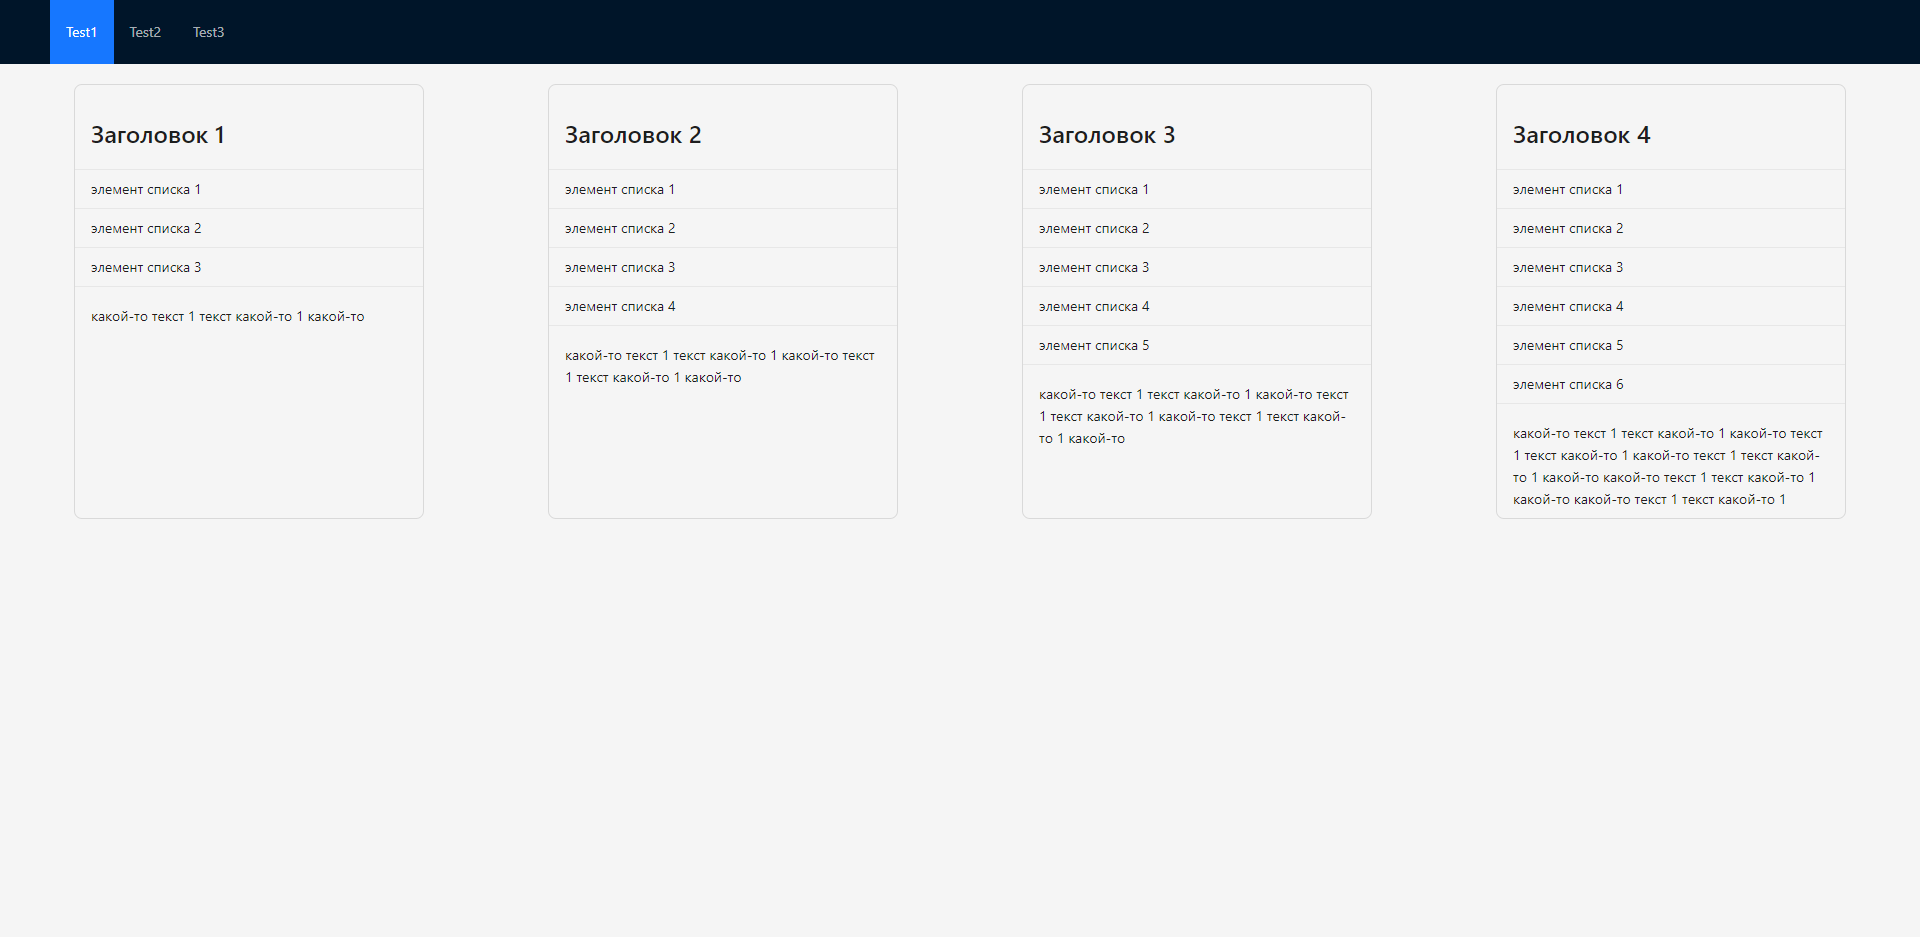 Test1 Test2 Test3
Заголовок 1
элемент списка 1
элемент списка 2
элемент списка 3
какой-то текст 1 текст какой-то 1 какой-то
Заголовок 2
элемент списка 1
элемент списка 2
элемент списка 3
элемент списка 4
какой-то текст 1 текст какой-то 1 какой-то текст
1 текст какой-то 1 какой-то
Заголовок 3
элемент списка 1
элемент списка 2
элемент списка 3
элемент списка 4
элемент списка 5
какой-то текст 1 текст какой-то 1 какой-то текст
1 текст какой-то 1 какой-то текст 1 текст какой-
то 1 какой-то
Заголовок 4
элемент списка 1
элемент списка 2
элемент списка 3
элемент списка 4
элемент списка 5
элемент списка 6
какой-то текст 1 текст какой-то 1 какой-то текст
1 текст какой-то 1 какой-то текст 1 текст какой-
то 1 какой-то какой-то текст 1 текст какой-то 1
какой-то какой-то текст 1 текст какой-то 1